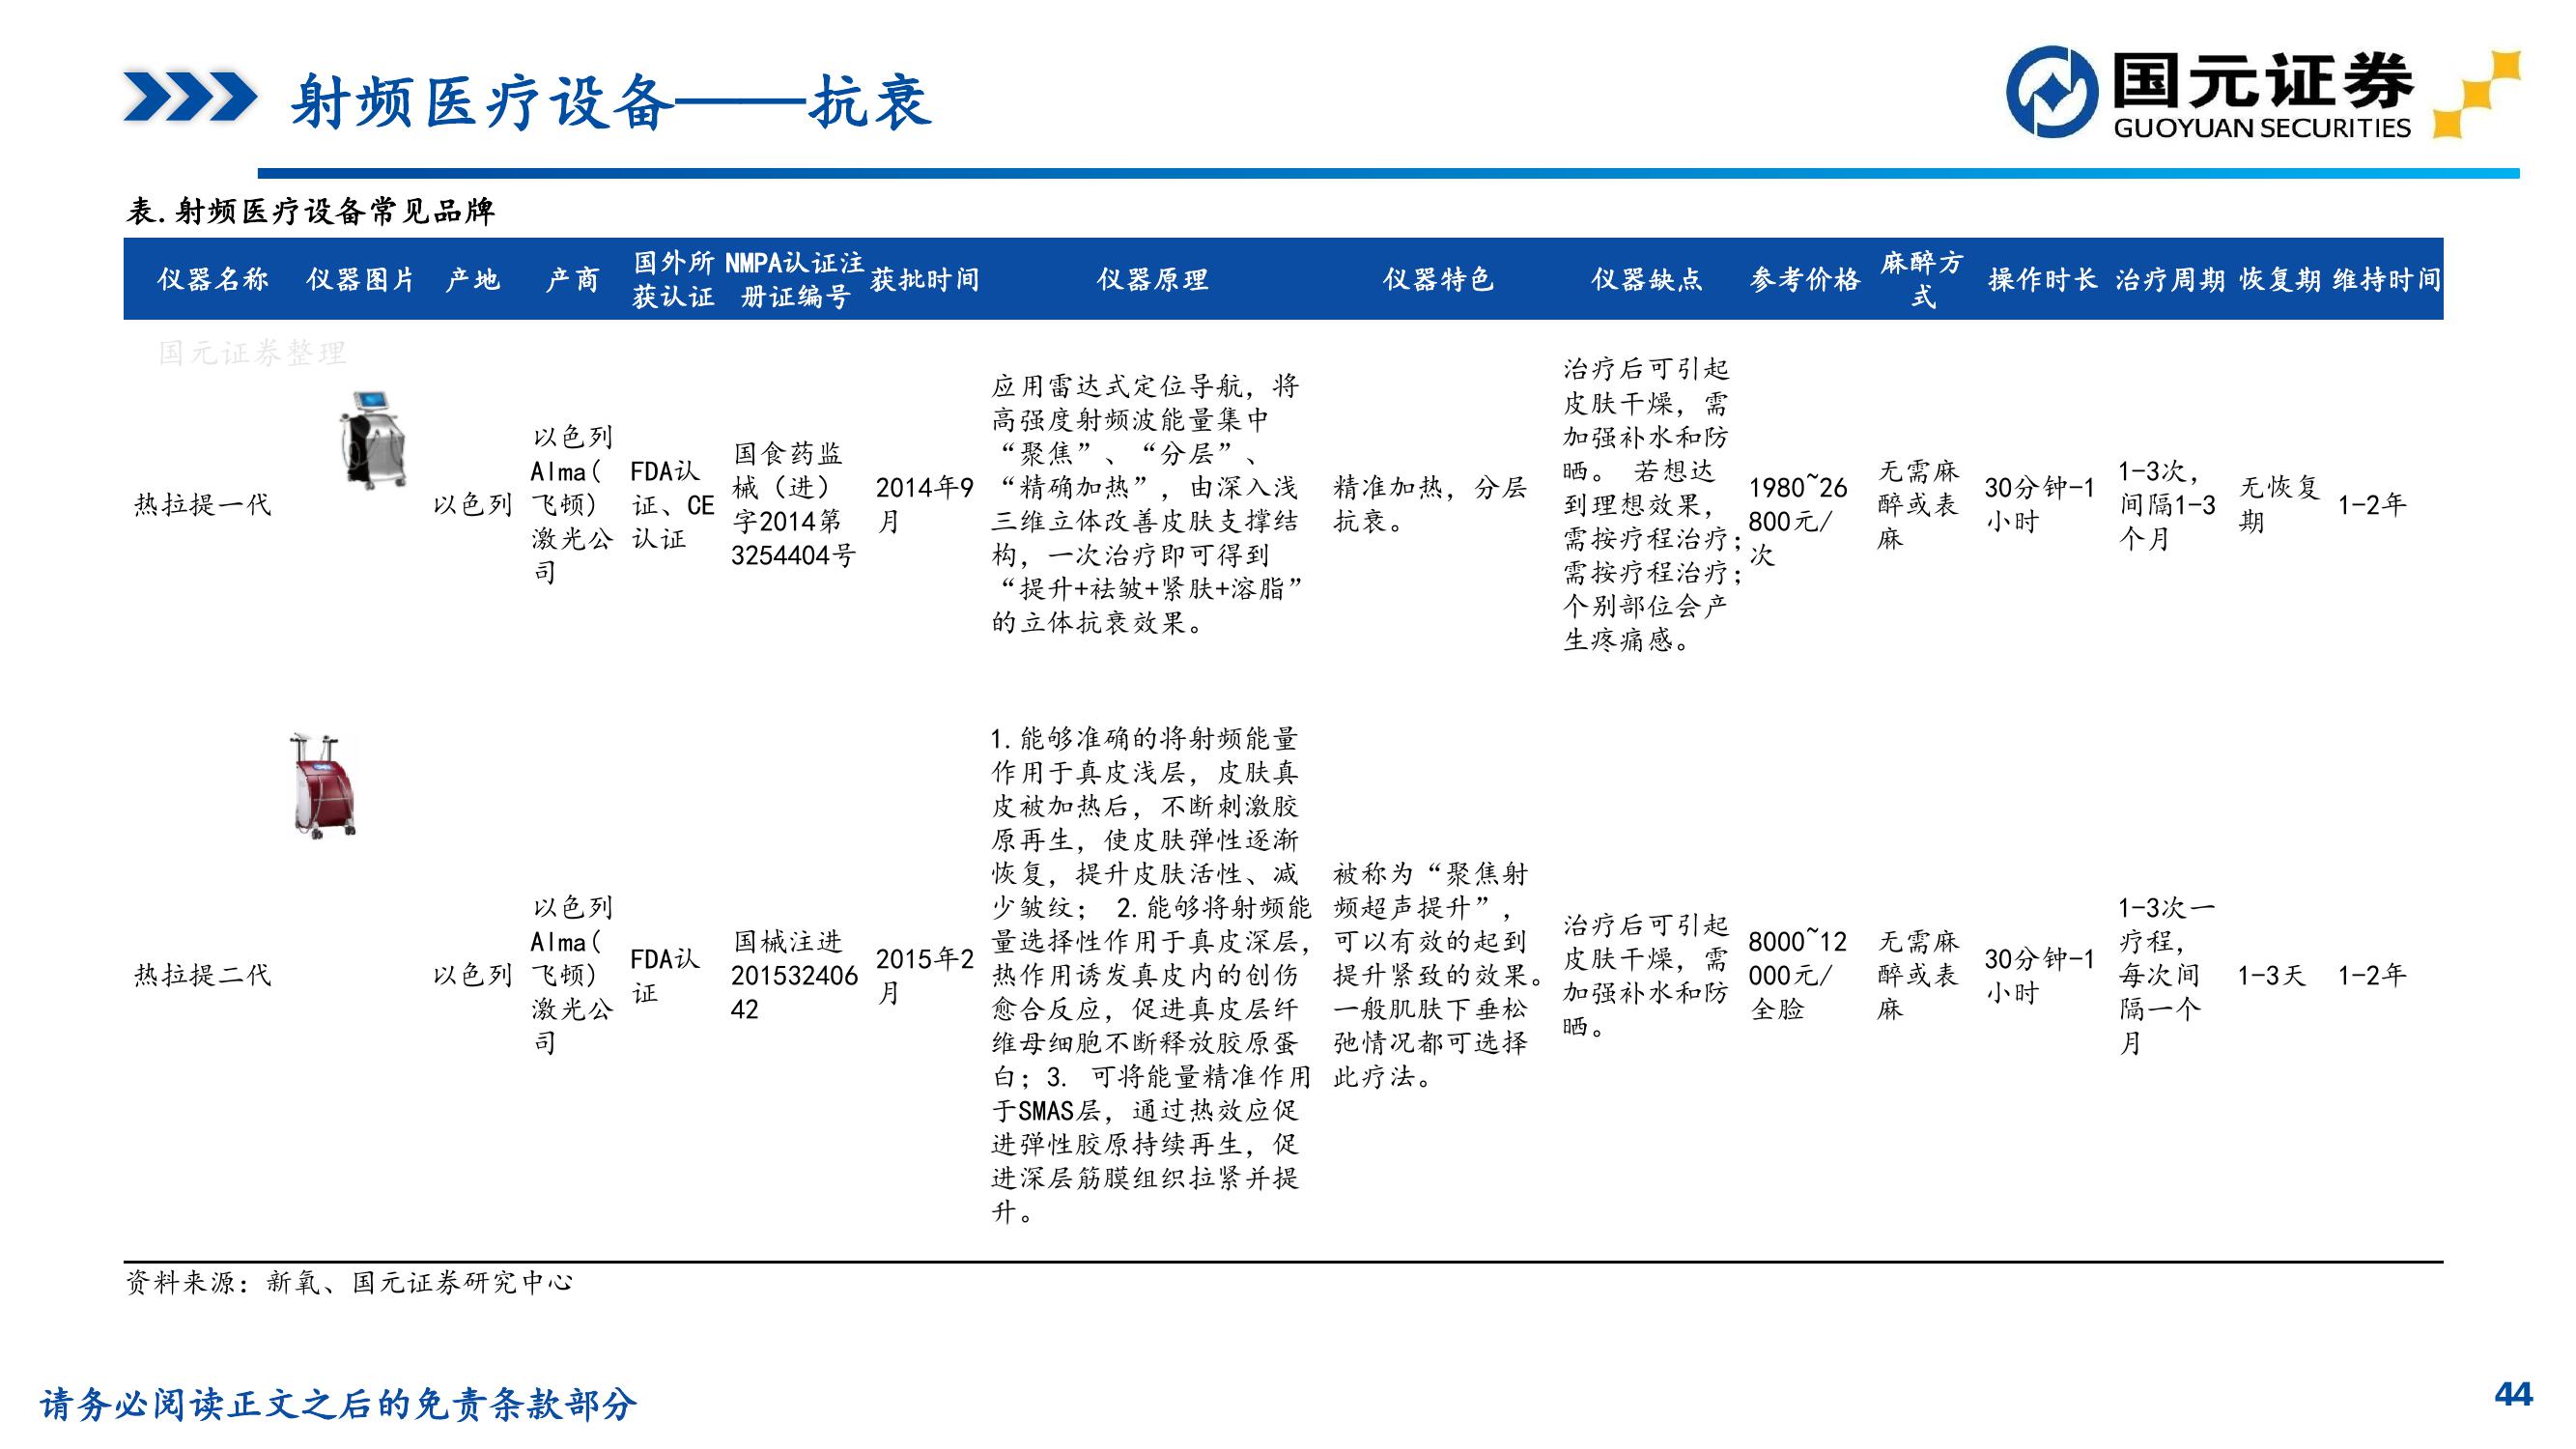 射频医疗设备——抗衰
国元证券
GUOYUAN SECURITIES
表.射频医疗设备常见品牌
仪器名称
仪器图片
产地
产商
国外所
获认证
NMPA认证注
册证编号
获批时间
仪器原理
仪器特色
仪器缺点
参考价格
麻醉方
式
操作时长
治疗周期
恢复期
维持时间
国元证券整理
热拉提一代
以色列
以色列
Alma(
飞顿)
激光公
司
FDA认
证、CE
认证
国食药监
械（进）
字2014第
3254404号
2014年9
月
应用雷达式定位导航，将
高强度射频波能量集中
“聚焦”、“分层”、
“精确加热”，由深入浅
三维立体改善皮肤支撑结
构，一次治疗即可得到
“提升+祛皱+紧肤+溶脂”
的立体抗衰效果。
精准加热，分层
抗衰。
治疗后可引起
皮肤干燥，需
加强补水和防
晒。 若想达
到理想效果，
需按疗程治疗；
需按疗程治疗；
个别部位会产
生疼痛感。
1980~26
800元/
次
无需麻
醉或表
麻
30分钟-1
小时
1-3次，
间隔1-3
个月
无恢复
期
1-2年
热拉提二代
以色列
以色列
Alma(
飞顿)
激光公
司
FDA认
证
国械注进
201532406
42
2015年2
月
1.能够准确的将射频能量
作用于真皮浅层，皮肤真
皮被加热后，不断刺激胶
原再生，使皮肤弹性逐渐
恢复，提升皮肤活性、减
少皱纹； 2.能够将射频能
量选择性作用于真皮深层，
热作用诱发真皮内的创伤
愈合反应，促进真皮层纤
维母细胞不断释放胶原蛋
白；3. 可将能量精准作用
于SMAS层，通过热效应促
进弹性胶原持续再生，促
进深层筋膜组织拉紧并提
升。
被称为“聚焦射
频超声提升”，
可以有效的起到
提升紧致的效果。
一般肌肤下垂松
弛情况都可选择
此疗法。
治疗后可引起
皮肤干燥，需
加强补水和防
晒。
8000~12
000元/
全脸
无需麻
醉或表
麻
30分钟-1
小时
1-3次一
疗程，
每次间
隔一个
月
1-3天
1-2年
资料来源：新氧、国元证券研究中心
请务必阅读正文之后的免责条款部分
44